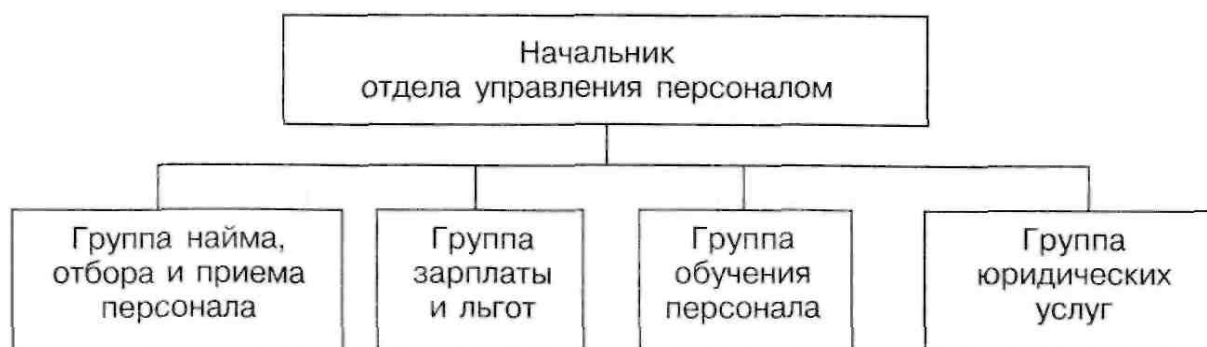 Начальник
отдела управления персоналом
Группа найма,
отбора и приема
персонала
Группа
зарплаты
и льгот
Группа
обучения
персонала
Группа
юридических
услуг